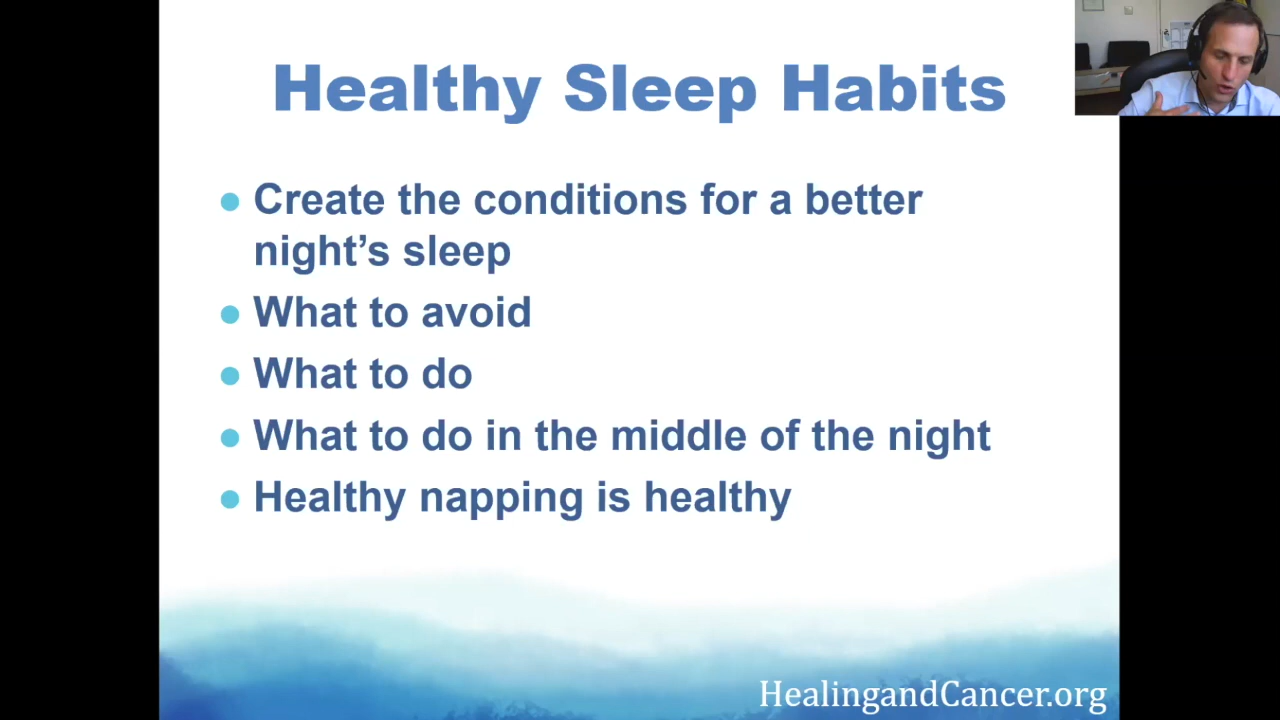 Healthy Sleep Habits
Create the conditions for a better
night’s sleep
What to avoid
What to do
What to do in the middle of the night
Healthy napping is healthy
HealingandCancer.org